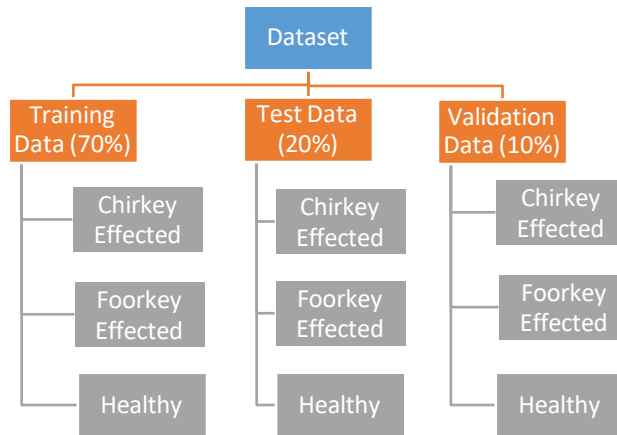 Dataset
Training
Data (70%)
Test Data
(20%)
Validation
Data (10%)
Chirkey
Effected
Chirkey
Effected
Chirkey
Effected
Foorkey
Effected
Foorkey
Effected
Foorkey
Effected
Healthy
Healthy
Healthy